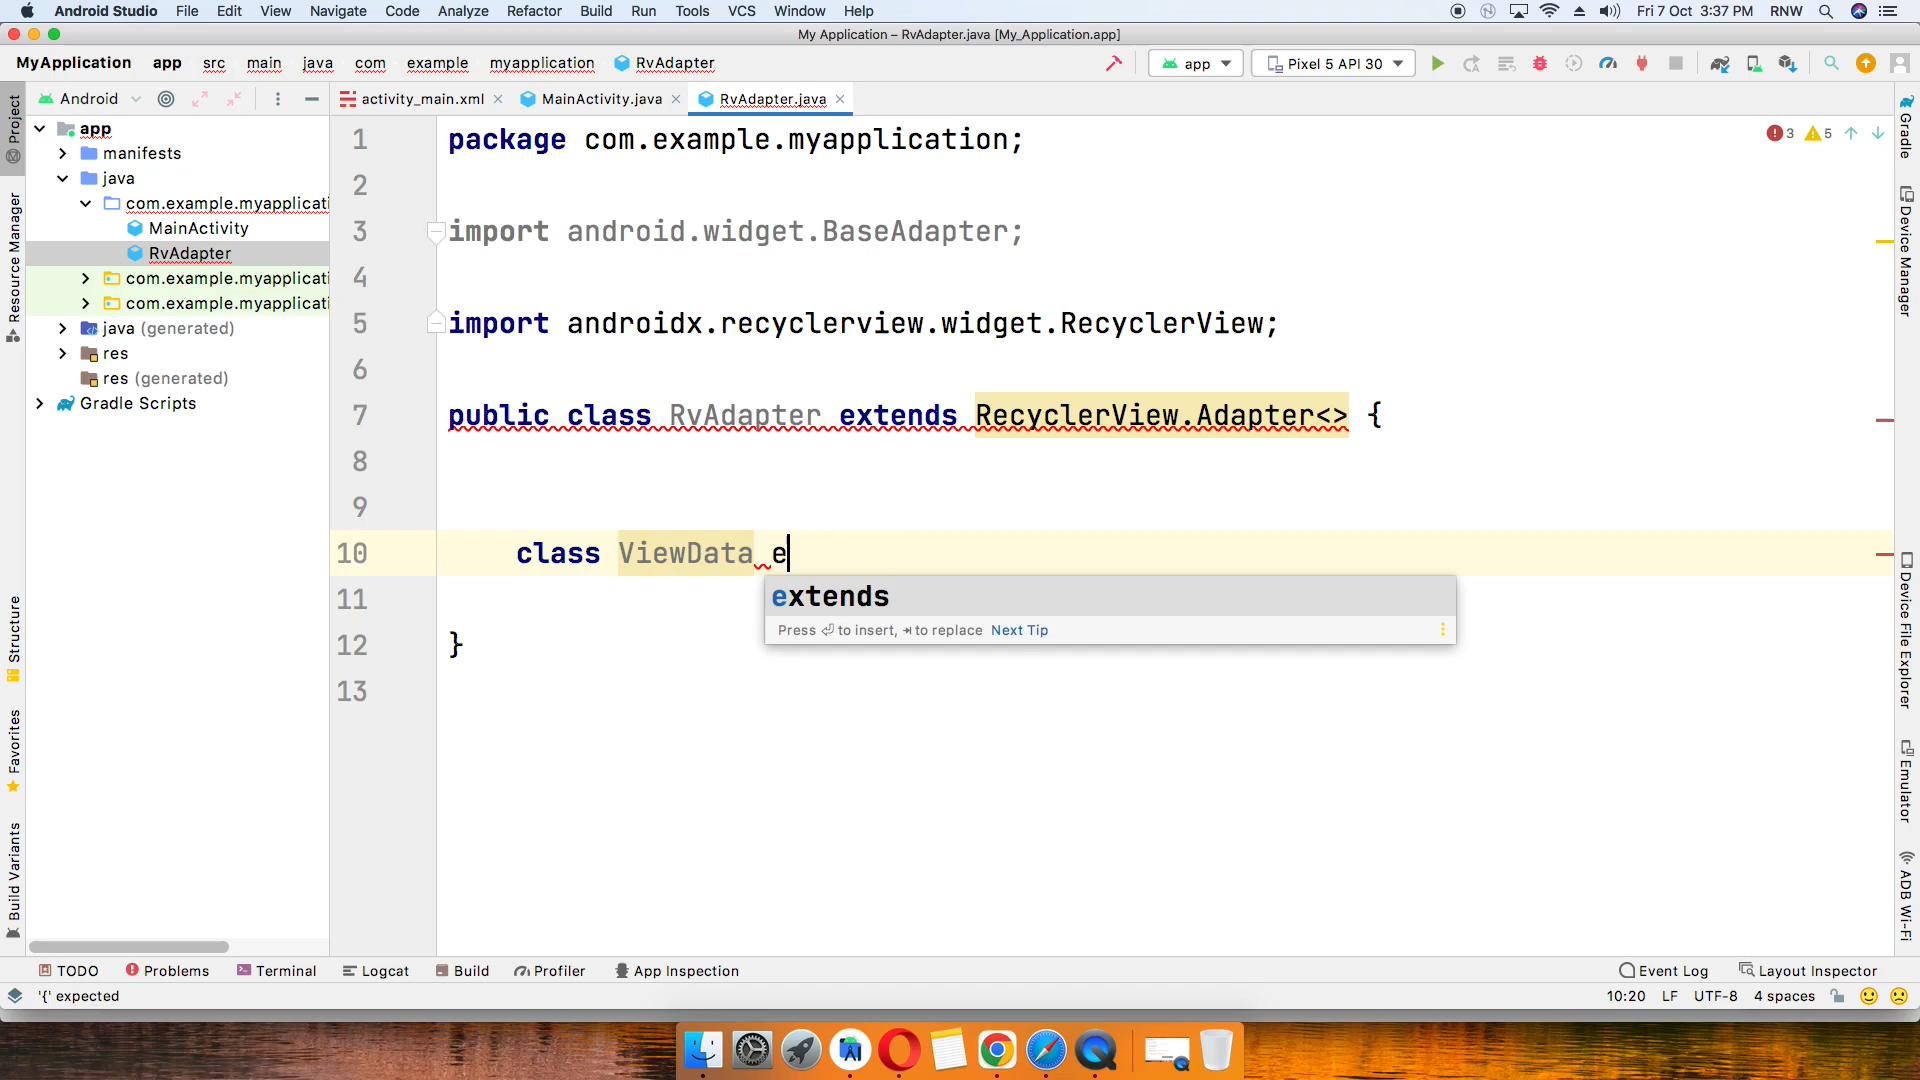 Android Studio File Edit View Navigate Code Analyze Refactor Build Run Tools VCS Window Help Fri 7 Oct 3:37 PM RNW
My Application – RvAdapter.java [My_Application.app]
MyApplication app src main java com example myapplication RvAdapter app Pixel 5 API 30
Android activity_main.xml MainActivity.java RvAdapter.java
app
manifests
java
com.example.myapplicati
MainActivity
RvAdapter
com.example.myapplicati
com.example.myapplicati
java (generated)
res
res (generated)
Gradle Scripts
Project
Resource Manager
Structure
Favorites
Build Variants
1 package com.example.myapplication;
2
3 import android.widget.BaseAdapter;
4
5 import androidx.recyclerview.widget.RecyclerView;
6
7 public class RvAdapter extends RecyclerView.Adapter<> {
8
9
10 class ViewData e
11
12 }
13
extends
Press ⏎ to insert, ⇥ to replace Next Tip
3 5
Gradle
Device Manager
Device File Explorer
Emulator
ADB Wi-Fi
TODO Problems Terminal Logcat Build Profiler App Inspection Event Log Layout Inspector
'{' expected 10:20 LF UTF-8 4 spaces